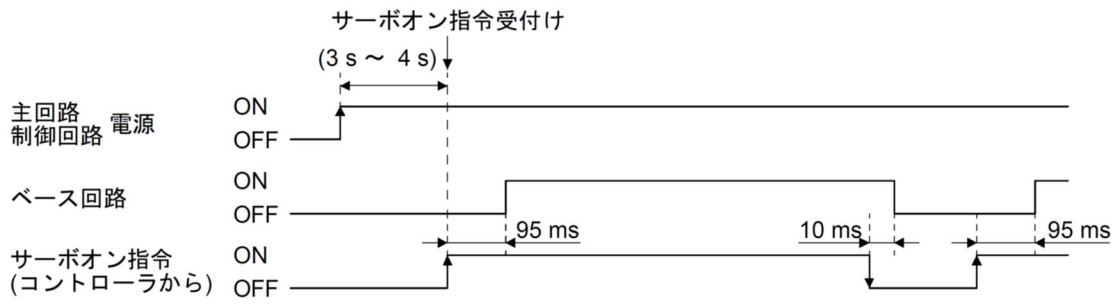 サーボオン指令受付け
(3 s ～ 4 s)
主回路
制御回路 電源
ON
OFF
ベース回路
ON
OFF
95 ms
10 ms
95 ms
サーボオン指令
(コントローラから)
ON
OFF